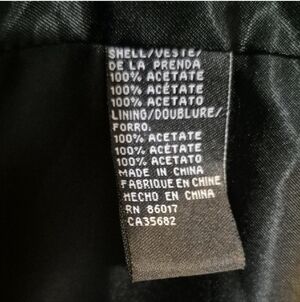 SHELL/VESTE/
DE LA PRENDA
100% ACETATE
100% ACÉTATE
100% ACETATO
LINING/DOUBLURE/
FORRO:
100% ACETATE
100% ACÉTATE
100% ACETATO
MADE IN CHINA
FABRIQUE EN CHINE
HECHO EN CHINA
RN 86017
CA35682